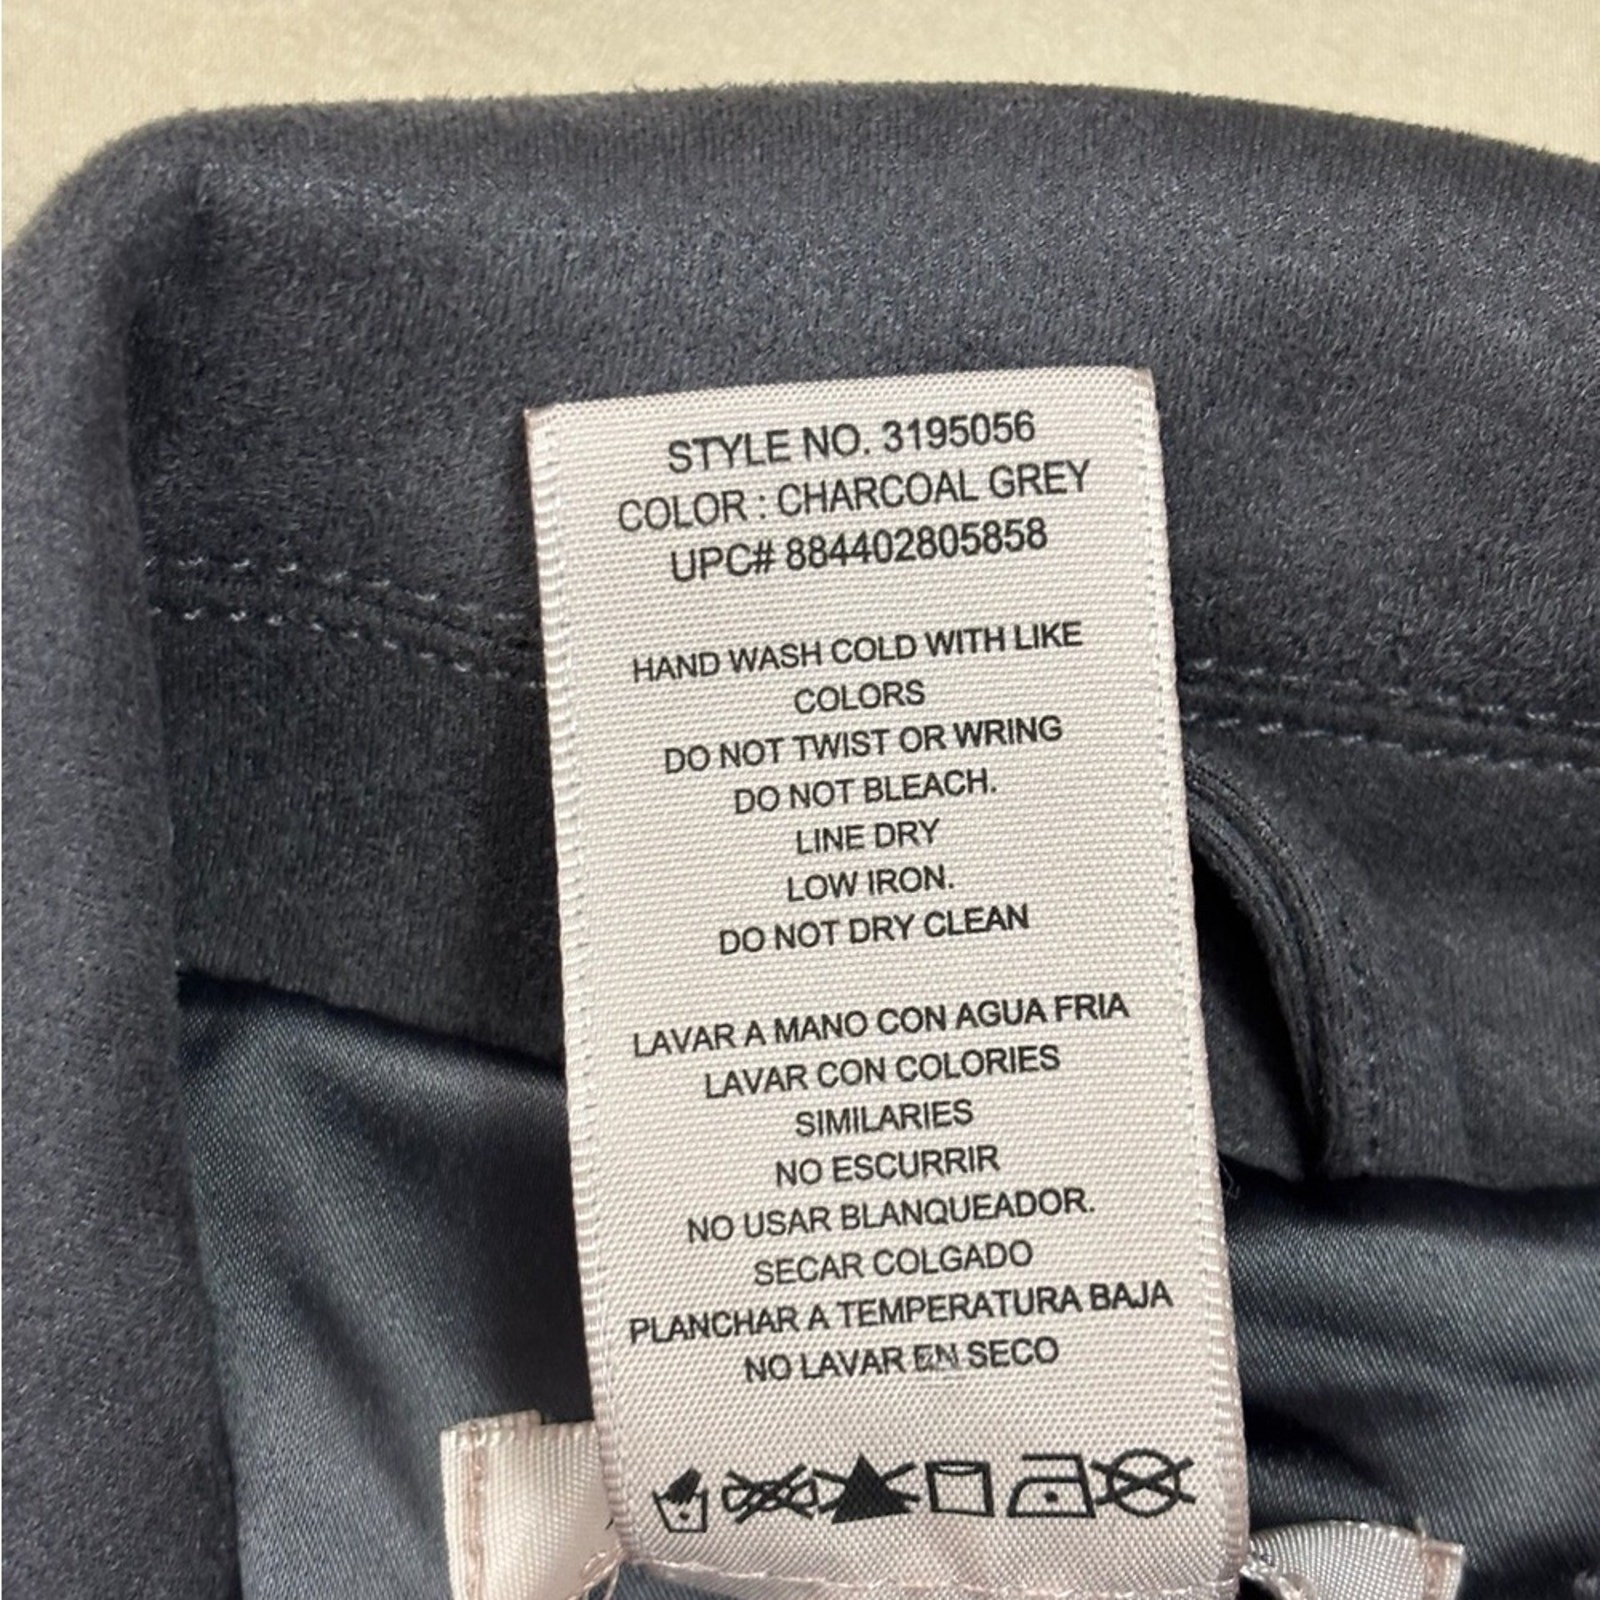 STYLE NO. 3195056
COLOR : CHARCOAL GREY
UPC# 884402805858
HAND WASH COLD WITH LIKE
COLORS
DO NOT TWIST OR WRING
DO NOT BLEACH.
LINE DRY
LOW IRON.
DO NOT DRY CLEAN
LAVAR A MANO CON AGUA FRIA
LAVAR CON COLORIES
SIMILARIES
NO ESCURRIR
NO USAR BLANQUEADOR.
SECAR COLGADO
PLANCHAR A TEMPERATURA BAJA
NO LAVAR EN SECO